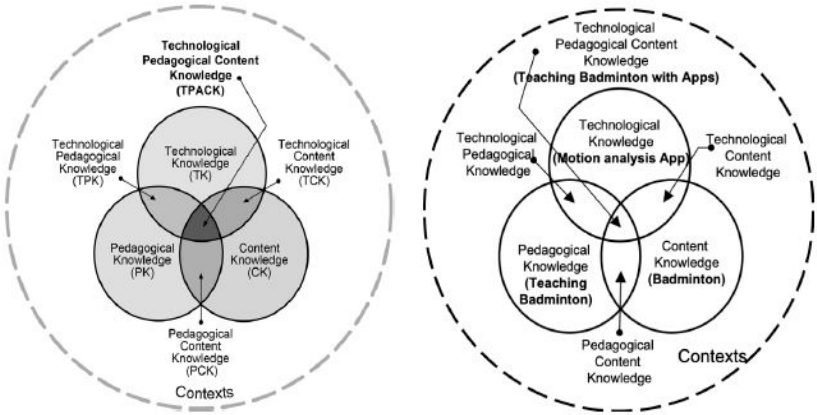 Technological
Pedagogical Content
Knowledge
(TPACK)
Technological
Pedagogical
Knowledge
(TPK)
Technological
Knowledge
(TK)
Technological
Content
Knowledge
(TCK)
Pedagogical
Knowledge
(PK)
Content
Knowledge
(CK)
Pedagogical
Content
Knowledge
(PCK)
Contexts
Technological
Pedagogical Content
Knowledge
(Teaching Badminton with Apps)
Technological
Pedagogical
Knowledge
Technological
Knowledge
(Motion analysis App)
Technological
Content
Knowledge
Pedagogical
Knowledge
(Teaching
Badminton)
Content
Knowledge
(Badminton)
Pedagogical
Content
Knowledge
Contexts